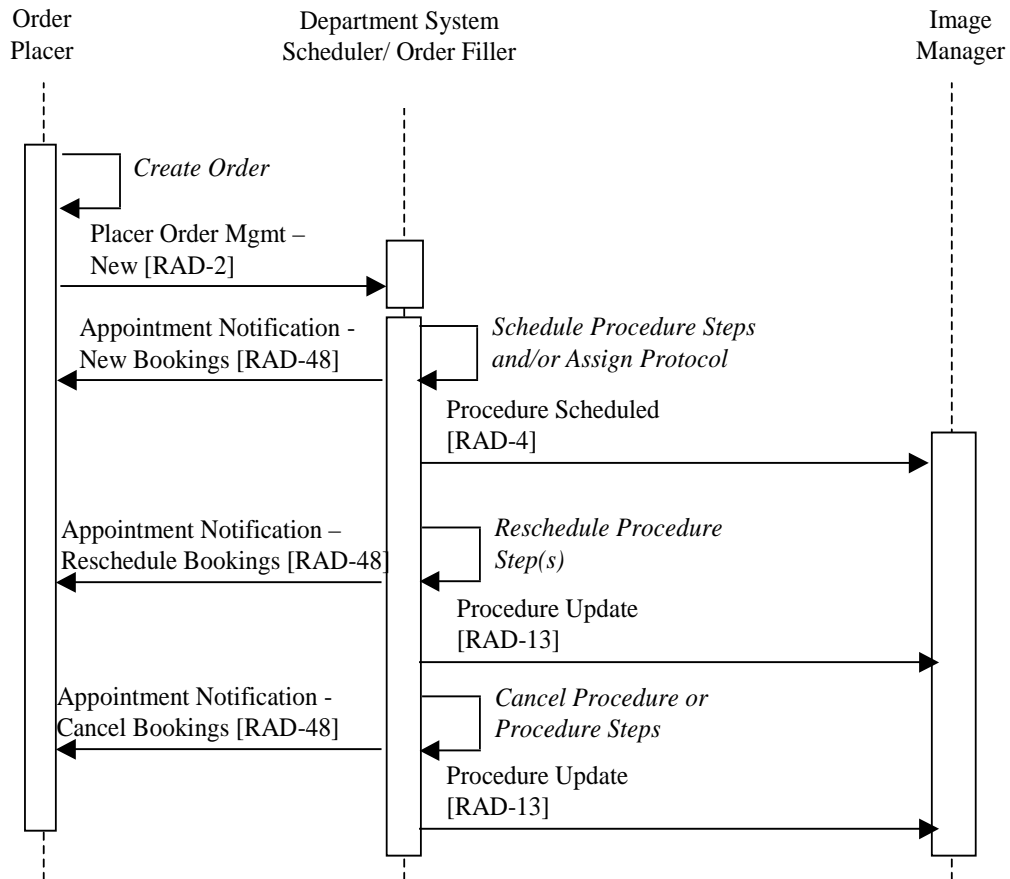 Order
Placer
Department System
Scheduler/ Order Filler
Image
Manager
Create Order
Placer Order Mgmt –
New [RAD-2]
Appointment Notification -
New Bookings [RAD-48]
Schedule Procedure Steps
and/or Assign Protocol
Procedure Scheduled
[RAD-4]
Appointment Notification –
Reschedule Bookings [RAD-48]
Reschedule Procedure
Step(s)
Procedure Update
[RAD-13]
Appointment Notification -
Cancel Bookings [RAD-48]
Cancel Procedure or
Procedure Steps
Procedure Update
[RAD-13]